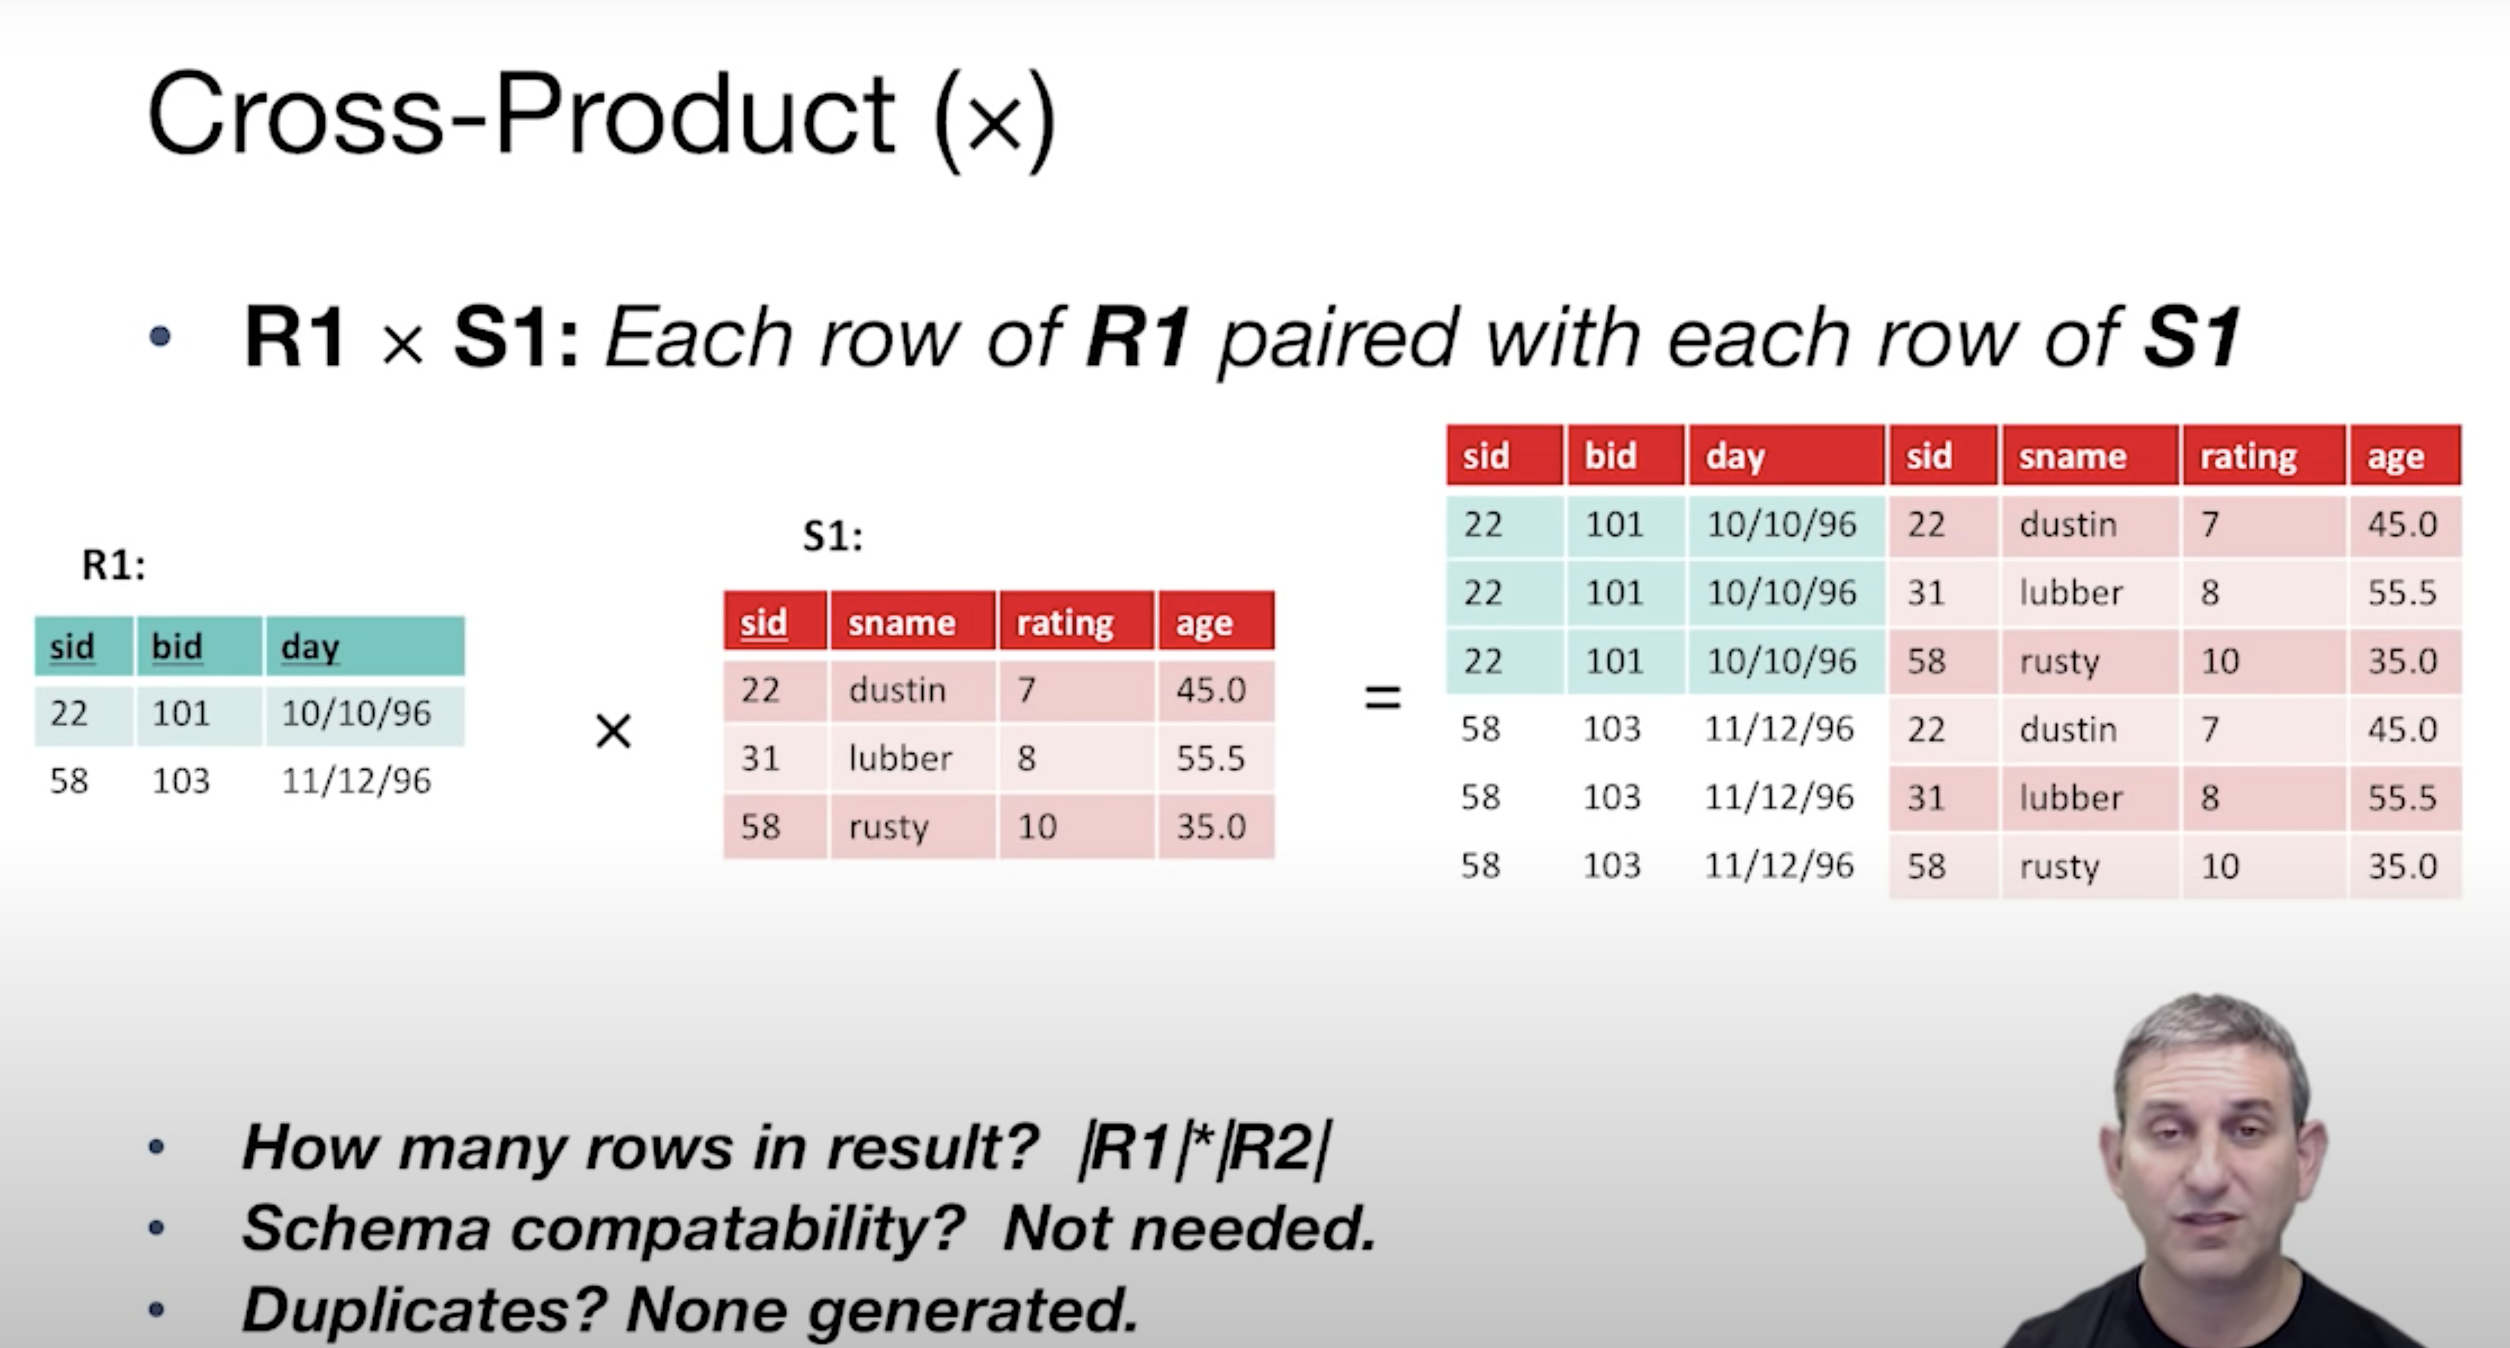 Cross-Product (×)
• R1 × S1: Each row of R1 paired with each row of S1
R1:
sid bid day
22 101 10/10/96
58 103 11/12/96
×
S1:
sid sname rating age
22 dustin 7 45.0
31 lubber 8 55.5
58 rusty 10 35.0
=
sid bid day sid sname rating age
22 101 10/10/96 22 dustin 7 45.0
22 101 10/10/96 31 lubber 8 55.5
22 101 10/10/96 58 rusty 10 35.0
58 103 11/12/96 22 dustin 7 45.0
58 103 11/12/96 31 lubber 8 55.5
58 103 11/12/96 58 rusty 10 35.0
• How many rows in result? |R1|*|R2|
• Schema compatability? Not needed.
• Duplicates? None generated.